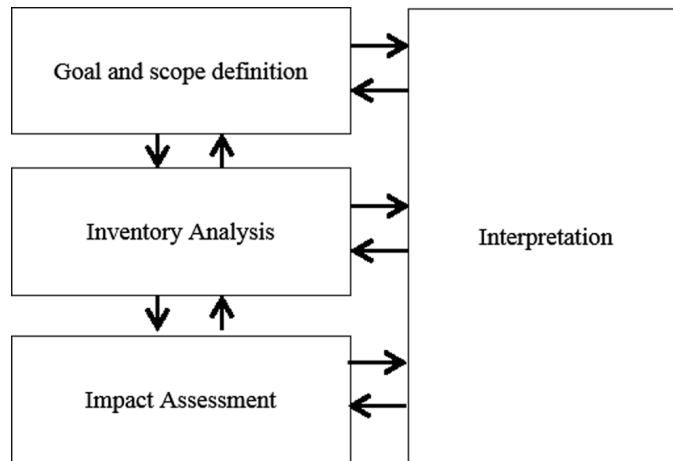 Goal and scope definition
Inventory Analysis
Interpretation
Impact Assessment